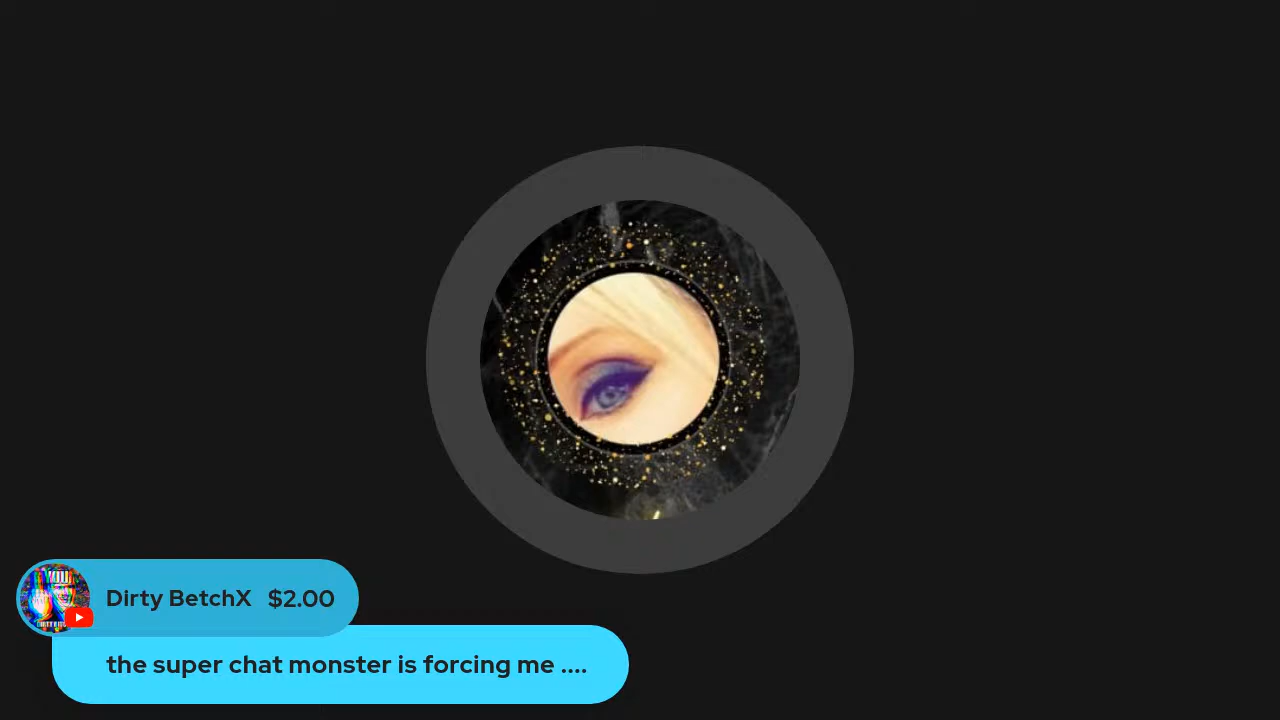 Dirty BetchX $2.00
the super chat monster is forcing me ....